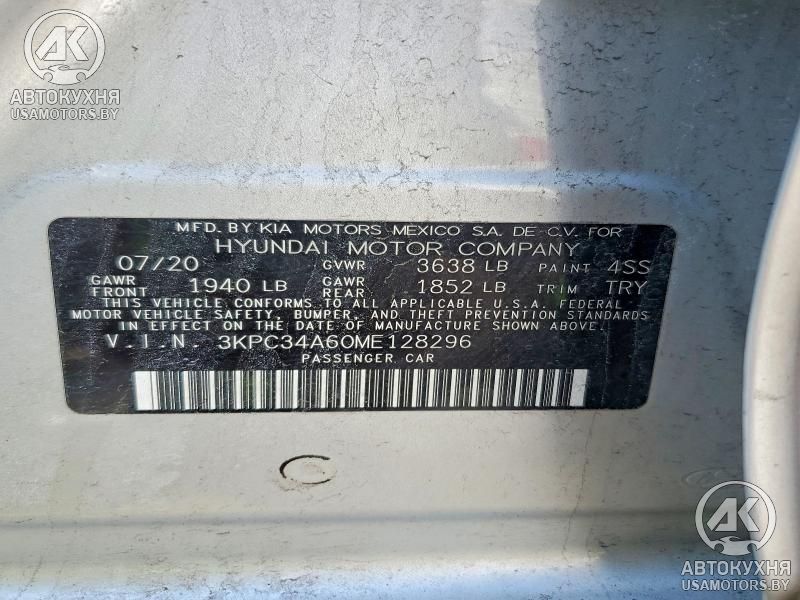 AK
АВТОКУХНЯ
USAMOTORS.BY
MFD. BY KIA MOTORS MEXICO S.A. DE C.V. FOR
HYUNDAI MOTOR COMPANY
07/20 GVWR 3638 LB PAINT 4SS
GAWR FRONT 1940 LB GAWR REAR 1852 LB TRIM TRY
THIS VEHICLE CONFORMS TO ALL APPLICABLE U.S.A. FEDERAL
MOTOR VEHICLE SAFETY, BUMPER, AND THEFT PREVENTION STANDARDS
IN EFFECT ON THE DATE OF MANUFACTURE SHOWN ABOVE.
V.I.N 3KPC34A60ME128296
PASSENGER CAR
C
AK
АВТОКУХНЯ
USAMOTORS.BY